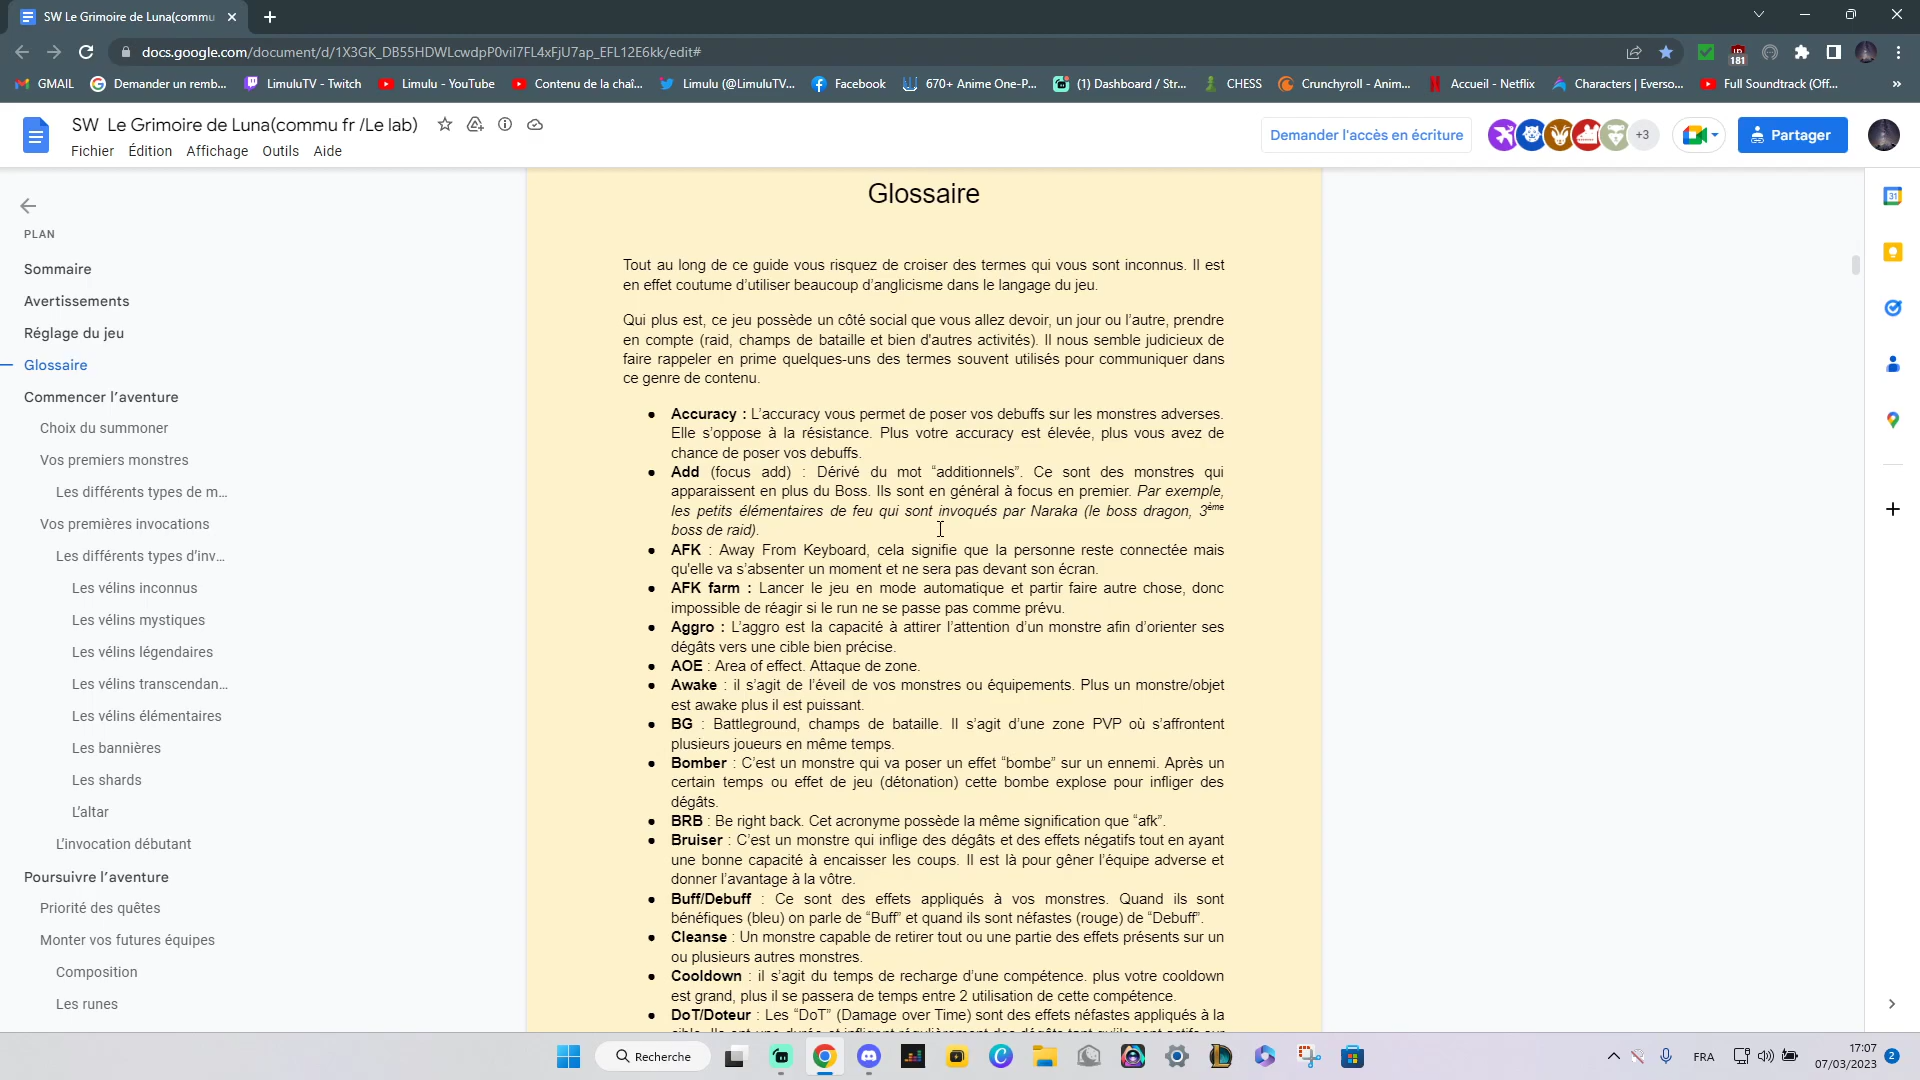 SW Le Grimoire de Luna(commu
docs.google.com/document/d/1X3GK_DB55HDWLcwdpP0viI7FL4xFjU7ap_EFL12E6kk/edit#
181
GMAIL
Demander un remb...
LimuluTV - Twitch
Limulu - YouTube
Contenu de la chaî...
Limulu (@LimuluTV...
Facebook
670+ Anime One-P...
(1) Dashboard / Str...
CHESS
Crunchyroll - Anim...
Accueil - Netflix
Characters | Everso...
Full Soundtrack (Off...
»
SW Le Grimoire de Luna(commu fr /Le lab)
Fichier Édition Affichage Outils Aide
Demander l'accès en écriture
+3
Partager
PLAN
Sommaire
Avertissements
Réglage du jeu
Glossaire
Commencer l'aventure
Choix du summoner
Vos premiers monstres
Les différents types de m...
Vos premières invocations
Les différents types d'inv...
Les vélins inconnus
Les vélins mystiques
Les vélins légendaires
Les vélins transcendan...
Les vélins élémentaires
Les bannières
Les shards
L'altar
L'invocation débutant
Poursuivre l'aventure
Priorité des quêtes
Monter vos futures équipes
Composition
Les runes
Glossaire
Tout au long de ce guide vous risquez de croiser des termes qui vous sont inconnus. Il est
en effet coutume d'utiliser beaucoup d'anglicisme dans le langage du jeu.
Qui plus est, ce jeu possède un côté social que vous allez devoir, un jour ou l'autre, prendre
en compte (raid, champs de bataille et bien d'autres activités). Il nous semble judicieux de
faire rappeler en prime quelques-uns des termes souvent utilisés pour communiquer dans
ce genre de contenu.
● Accuracy : L'accuracy vous permet de poser vos debuffs sur les monstres adverses.
Elle s'oppose à la résistance. Plus votre accuracy est élevée, plus vous avez de
chance de poser vos debuffs.
● Add (focus add) : Dérivé du mot "additionnels". Ce sont des monstres qui
apparaissent en plus du Boss. Ils sont en général à focus en premier. Par exemple,
les petits élémentaires de feu qui sont invoqués par Naraka (le boss dragon, 3ème
boss de raid).
● AFK : Away From Keyboard, cela signifie que la personne reste connectée mais
qu'elle va s'absenter un moment et ne sera pas devant son écran.
● AFK farm : Lancer le jeu en mode automatique et partir faire autre chose, donc
impossible de réagir si le run ne se passe pas comme prévu.
● Aggro : L'aggro est la capacité à attirer l'attention d'un monstre afin d'orienter ses
dégâts vers une cible bien précise.
● AOE : Area of effect. Attaque de zone.
● Awake : il s'agit de l'éveil de vos monstres ou équipements. Plus un monstre/objet
est awake plus il est puissant.
● BG : Battleground, champs de bataille. Il s'agit d'une zone PVP où s'affrontent
plusieurs joueurs en même temps.
● Bomber : C'est un monstre qui va poser un effet "bombe" sur un ennemi. Après un
certain temps ou effet de jeu (détonation) cette bombe explose pour infliger des
dégâts.
● BRB : Be right back. Cet acronyme possède la même signification que "afk".
● Bruiser : C'est un monstre qui inflige des dégâts et des effets négatifs tout en ayant
une bonne capacité à encaisser les coups. Il est là pour gêner l'équipe adverse et
donner l'avantage à la vôtre.
● Buff/Debuff : Ce sont des effets appliqués à vos monstres. Quand ils sont
bénéfiques (bleu) on parle de "Buff" et quand ils sont néfastes (rouge) de "Debuff".
● Cleanse : Un monstre capable de retirer tout ou une partie des effets présents sur un
ou plusieurs autres monstres.
● Cooldown : il s'agit du temps de recharge d'une compétence. plus votre cooldown
est grand, plus il se passera de temps entre 2 utilisation de cette compétence.
● DoT/Doteur : Les "DoT" (Damage over Time) sont des effets néfastes appliqués à la
31
Recherche
FRA
17:07
07/03/2023
2